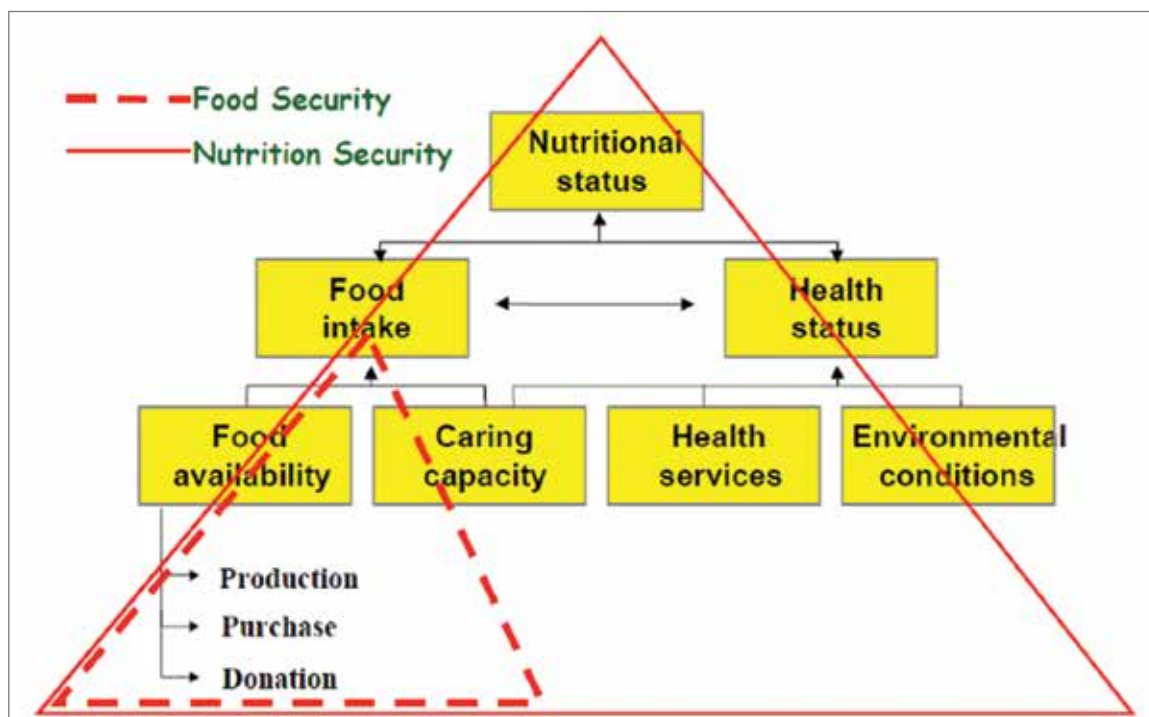 Food Security
Nutrition Security
Nutritional
status
Food
intake
Health
status
Food
availability
Caring
capacity
Health
services
Environmental
conditions
Production
Purchase
Donation